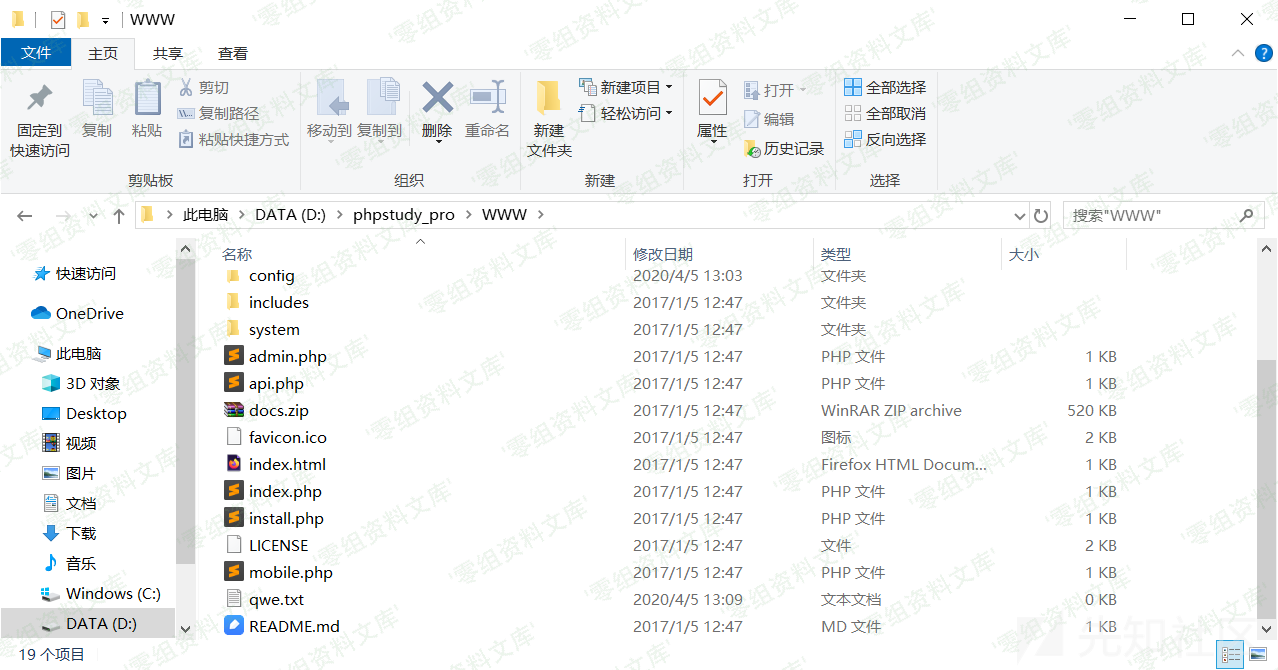 WWW
文件 主页 共享 查看
固定到快速访问 复制 粘贴 剪切 复制路径 粘贴快捷方式
移动到 复制到 删除 重命名
新建文件夹 新建项目 轻松访问
属性 打开 编辑 历史记录
全部选择 全部取消 反向选择
剪贴板 组织 新建 打开 选择
此电脑 DATA (D:) phpstudy_pro WWW 搜索"WWW"
快速访问
OneDrive
此电脑
3D 对象
Desktop
视频
图片
文档
下载
音乐
Windows (C:)
DATA (D:)
名称 修改日期 类型 大小
config 2020/4/5 13:03 文件夹
includes 2017/1/5 12:47 文件夹
system 2017/1/5 12:47 文件夹
admin.php 2017/1/5 12:47 PHP 文件 1 KB
api.php 2017/1/5 12:47 PHP 文件 1 KB
docs.zip 2017/1/5 12:47 WinRAR ZIP archive 520 KB
favicon.ico 2017/1/5 12:47 图标 2 KB
index.html 2017/1/5 12:47 Firefox HTML Docum... 1 KB
index.php 2017/1/5 12:47 PHP 文件 1 KB
install.php 2017/1/5 12:47 PHP 文件 1 KB
LICENSE 2017/1/5 12:47 文件 2 KB
mobile.php 2017/1/5 12:47 PHP 文件 1 KB
qwe.txt 2020/4/5 13:09 文本文档 0 KB
README.md 2017/1/5 12:47 MD 文件 1 KB
19 个项目
零组资料文库
先知社区